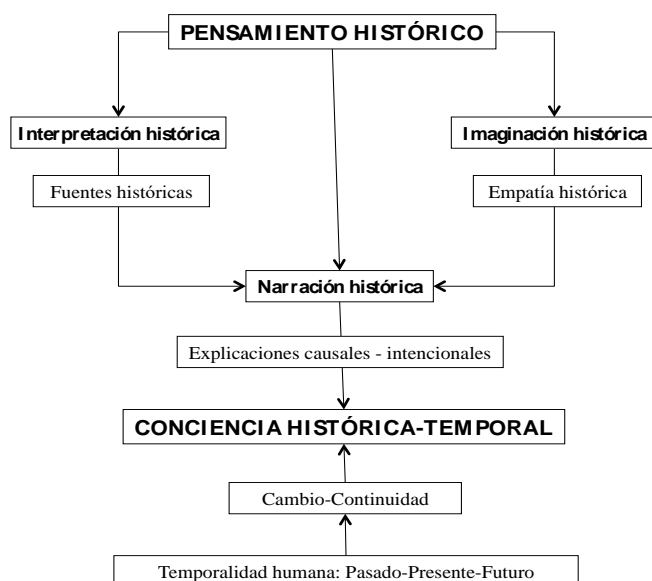 PENSAMIENTO HISTÓRICO
Interpretación histórica
Imaginación histórica
Fuentes históricas
Empatía histórica
Narración histórica
Explicaciones causales - intencionales
CONCIENCIA HISTÓRICA-TEMPORAL
Cambio-Continuidad
Temporalidad humana: Pasado-Presente-Futuro